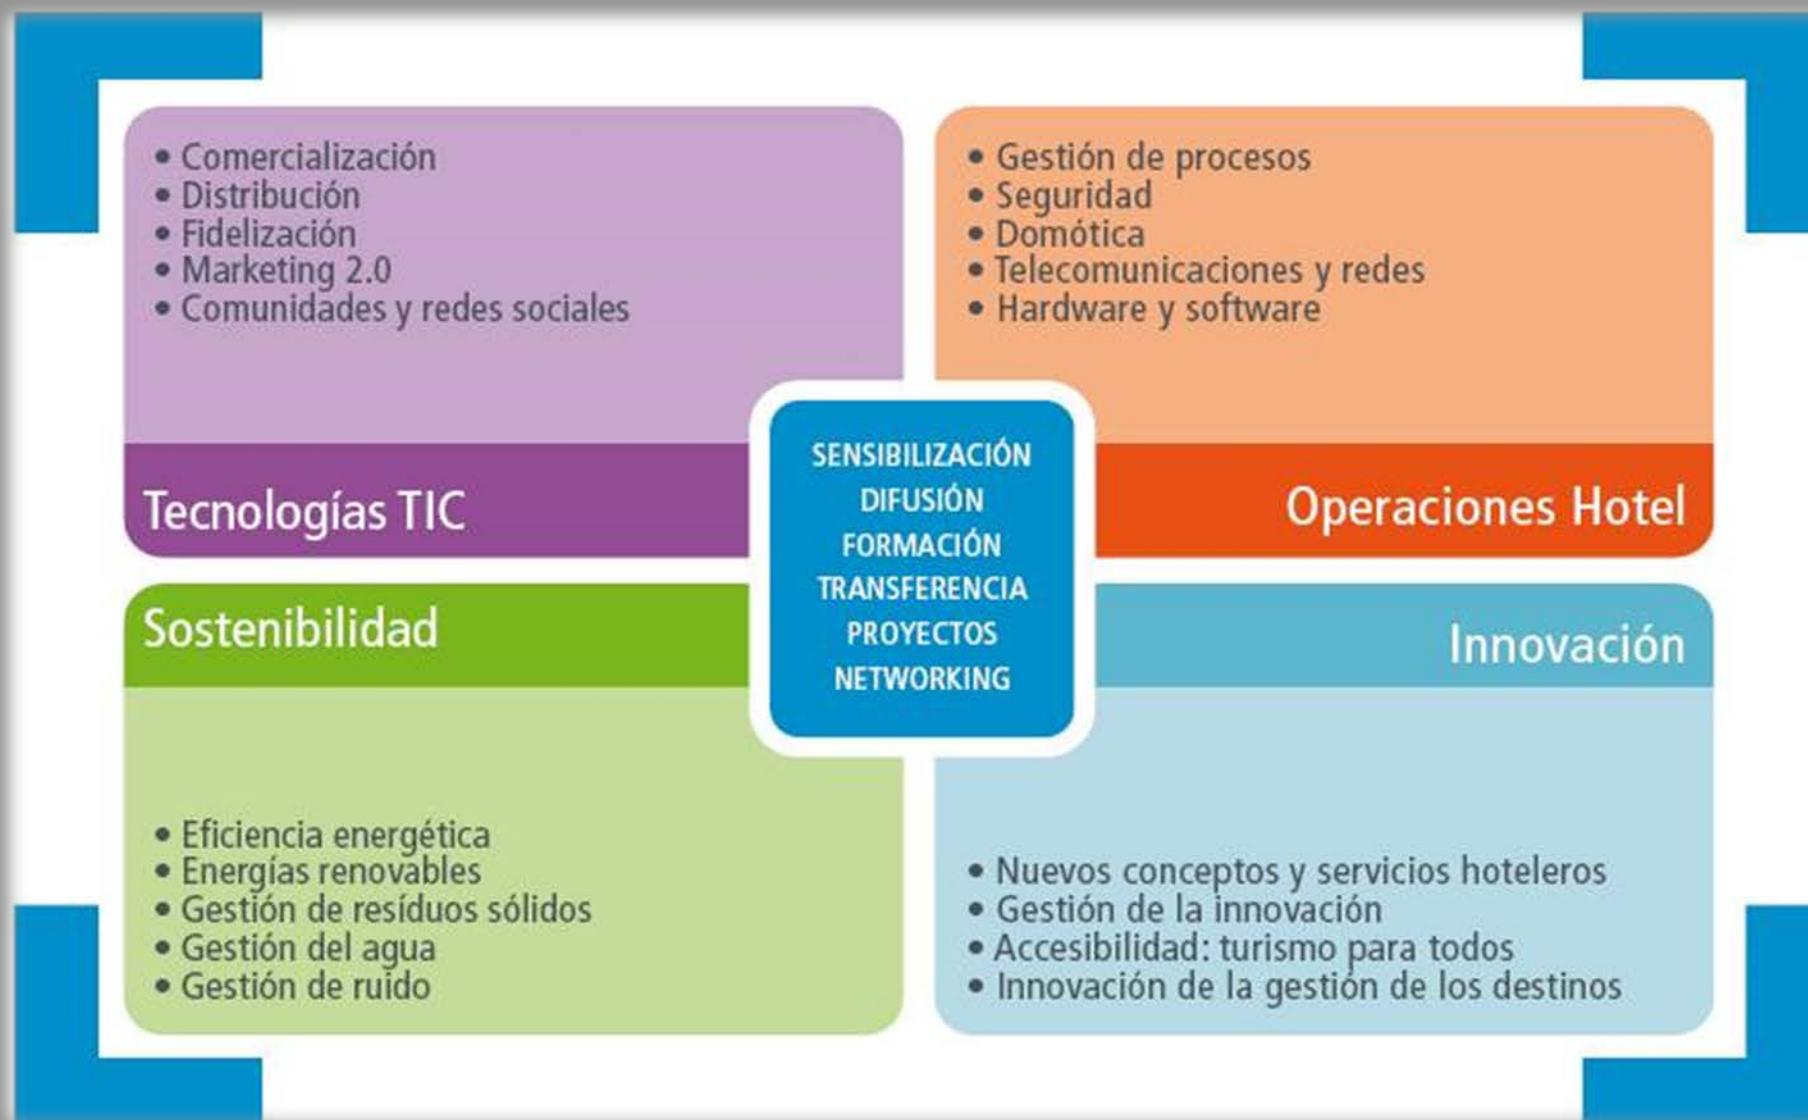 • Comercialización
• Distribución
• Fidelización
• Marketing 2.0
• Comunidades y redes sociales
Tecnologías TIC
• Gestión de procesos
• Seguridad
• Domótica
• Telecomunicaciones y redes
• Hardware y software
Operaciones Hotel
SENSIBILIZACIÓN
DIFUSIÓN
FORMACIÓN
TRANSFERENCIA
PROYECTOS
NETWORKING
Sostenibilidad
• Eficiencia energética
• Energías renovables
• Gestión de resíduos sólidos
• Gestión del agua
• Gestión de ruido
Innovación
• Nuevos conceptos y servicios hoteleros
• Gestión de la innovación
• Accesibilidad: turismo para todos
• Innovación de la gestión de los destinos